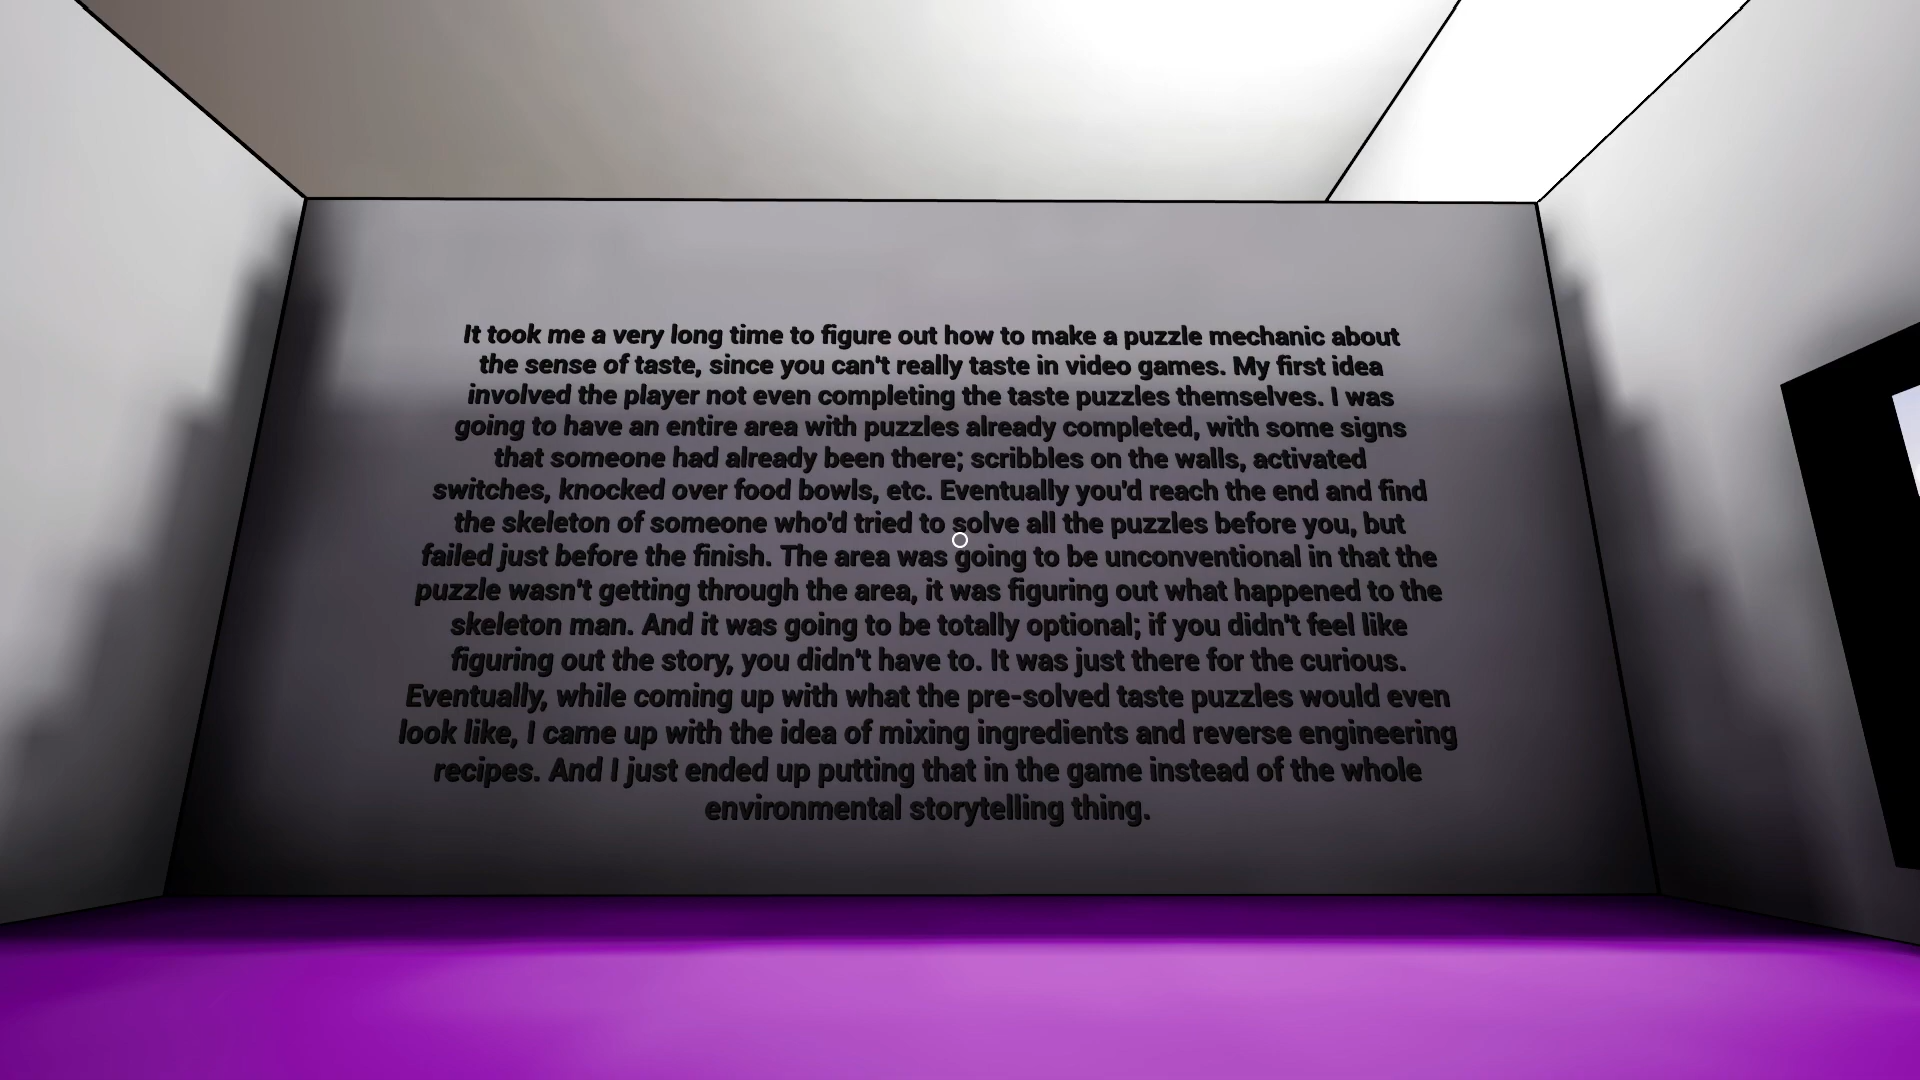 It took me a very long time to figure out how to make a puzzle mechanic about
the sense of taste, since you can't really taste in video games. My first idea
involved the player not even completing the taste puzzles themselves. I was
going to have an entire area with puzzles already completed, with some signs
that someone had already been there; scribbles on the walls, activated
switches, knocked over food bowls, etc. Eventually you'd reach the end and find
the skeleton of someone who'd tried to solve all the puzzles before you, but
failed just before the finish. The area was going to be unconventional in that the
puzzle wasn't getting through the area, it was figuring out what happened to the
skeleton man. And it was going to be totally optional; if you didn't feel like
figuring out the story, you didn't have to. It was just there for the curious.
Eventually, while coming up with what the pre-solved taste puzzles would even
look like, I came up with the idea of mixing ingredients and reverse engineering
recipes. And I just ended up putting that in the game instead of the whole
environmental storytelling thing.